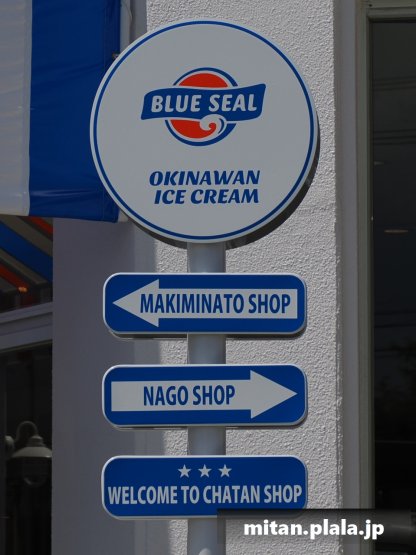 BLUE SEAL
OKINAWAN
ICE CREAM
MAKIMINATO SHOP
NAGO SHOP
WELCOME TO CHATAN SHOP
mitan.plala.jp